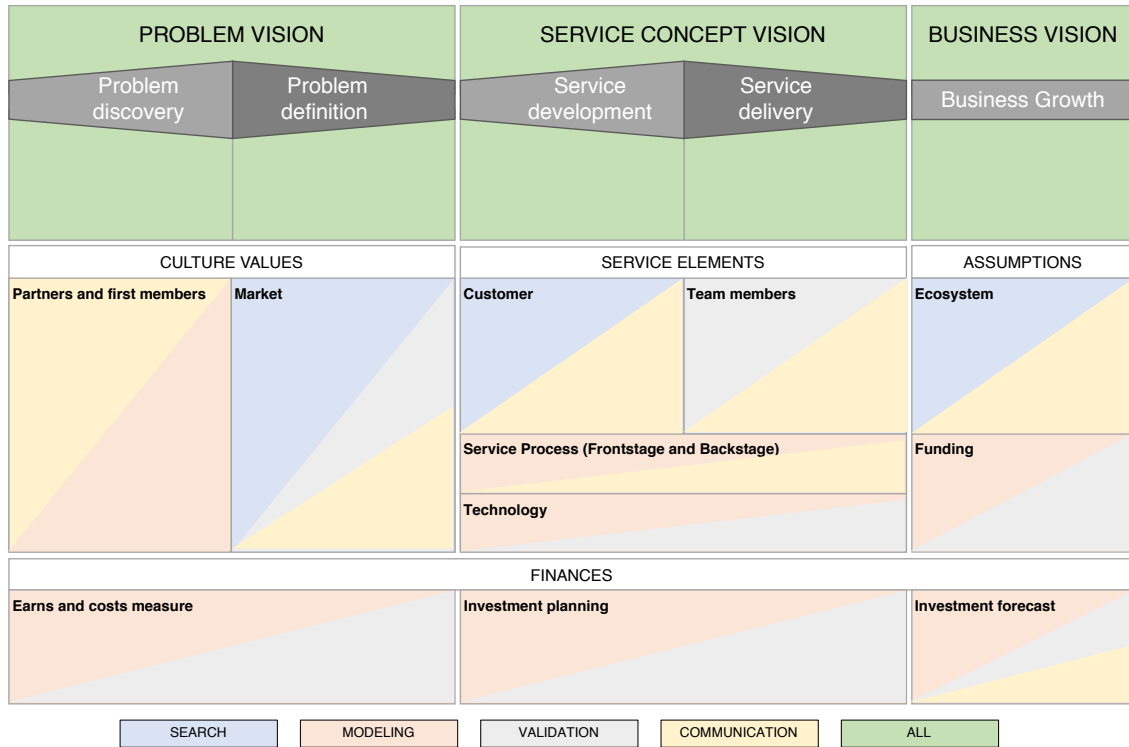 PROBLEM VISION
SERVICE CONCEPT VISION
BUSINESS VISION
Problem
discovery
Problem
definition
Service
development
Service
delivery
Business Growth
CULTURE VALUES
SERVICE ELEMENTS
ASSUMPTIONS
Partners and first members
Market
Customer
Team members
Ecosystem
Service Process (Frontstage and Backstage)
Funding
Technology
FINANCES
Earns and costs measure
Investment planning
Investment forecast
SEARCH
MODELING
VALIDATION
COMMUNICATION
ALL